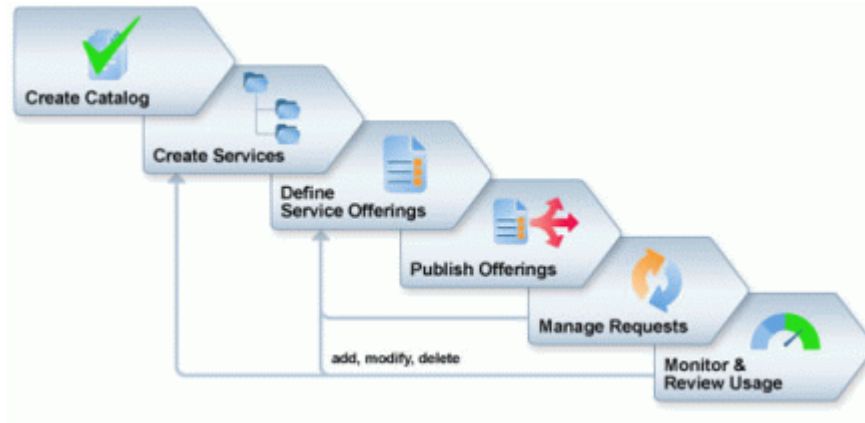 Create Catalog
Create Services
Define
Service Offerings
Publish Offerings
Manage Requests
add, modify, delete
Monitor &
Review Usage